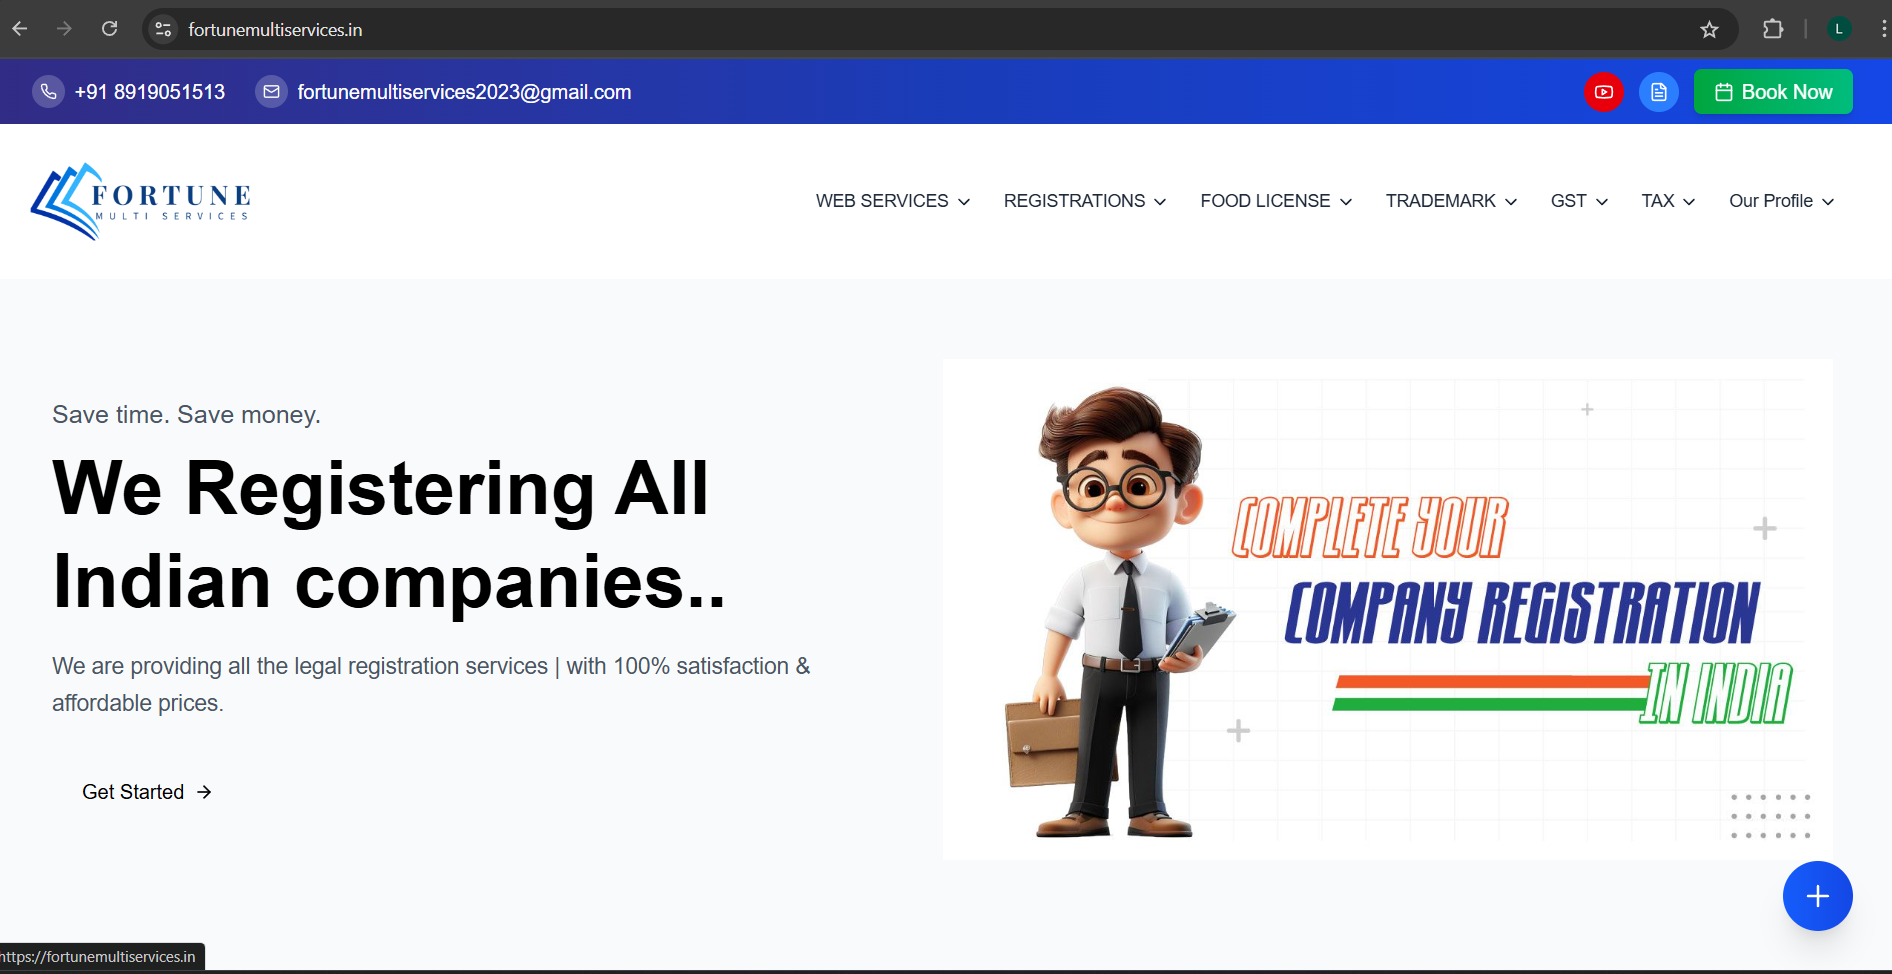 fortunemultiservices.in
L
+91 8919051513
fortunemultiservices2023@gmail.com
Book Now
FORTUNE
MULTI SERVICES
WEB SERVICES
REGISTRATIONS
FOOD LICENSE
TRADEMARK
GST
TAX
Our Profile
Save time. Save money.
We Registering All
Indian companies..
We are providing all the legal registration services | with 100% satisfaction &
affordable prices.
Get Started
COMPLETE YOUR
COMPANY REGISTRATION
IN INDIA
https://fortunemultiservices.in